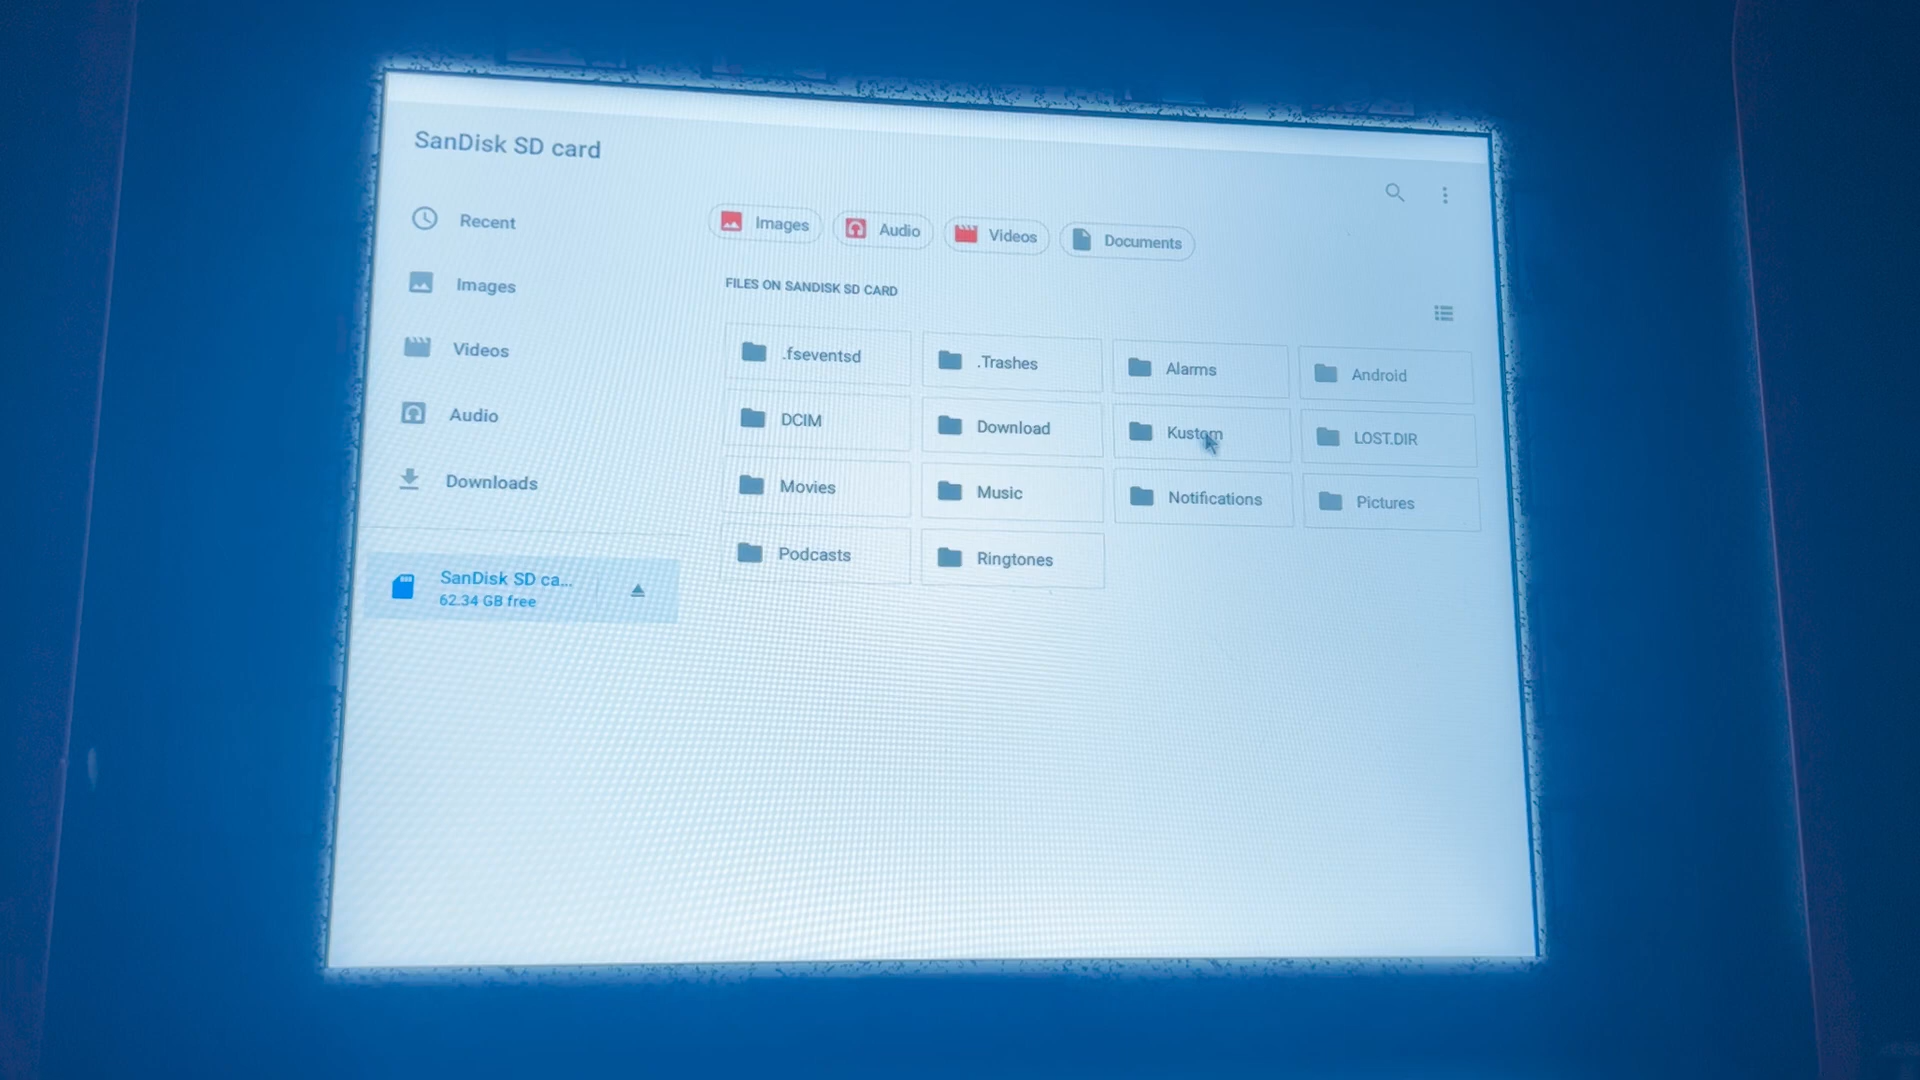 SanDisk SD card
Recent
Images
Videos
Audio
Downloads
SanDisk SD ca...
62.34 GB free
Images
Audio
Videos
Documents
FILES ON SANDISK SD CARD
.fseventsd
.Trashes
Alarms
Android
DCIM
Download
Kustom
LOST.DIR
Movies
Music
Notifications
Pictures
Podcasts
Ringtones